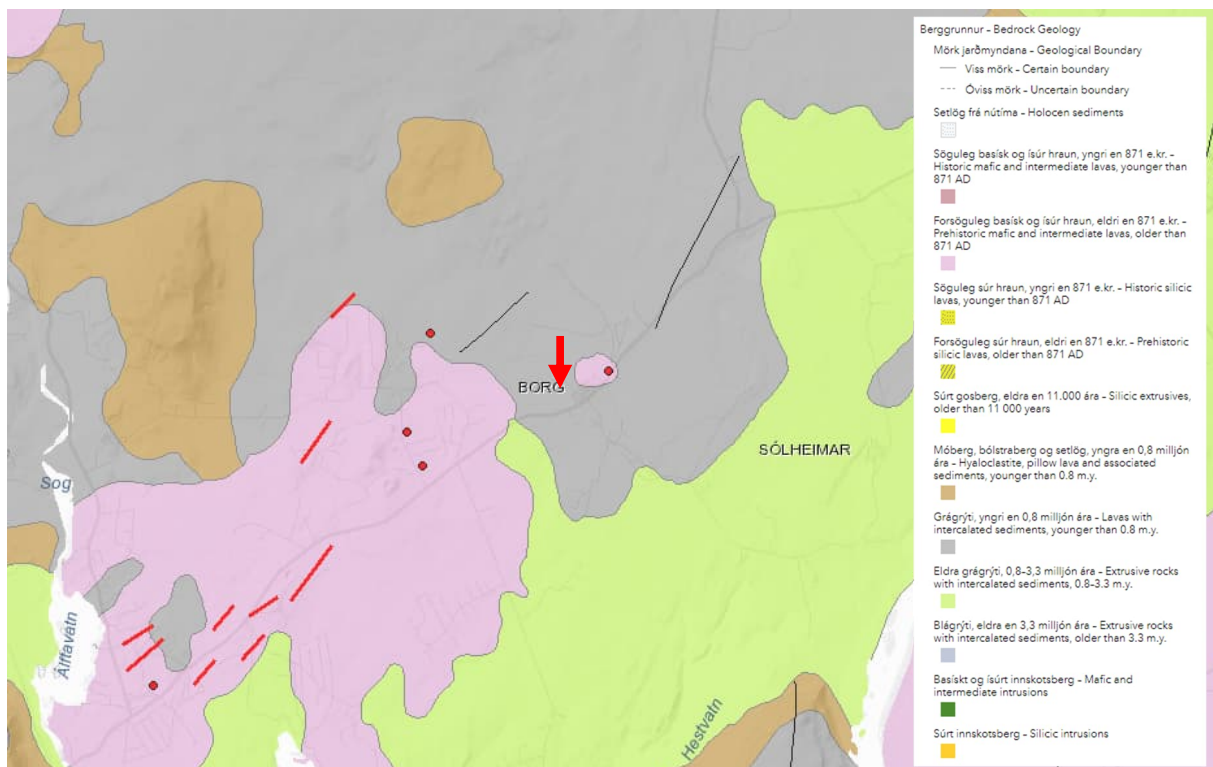 Berggrunnur - Bedrock Geology
Mörk jarðmyndana - Geological Boundary
Viss mörk - Certain boundary
Óviss mörk - Uncertain boundary
Setlög frá nútíma - Holocen sediments
Söguleg basísk og ísúr hraun, yngri en 871 e.kr. -
Historic mafic and intermediate lavas, younger than
871 AD
Forsöguleg basísk og ísúr hraun, eldri en 871 e.kr. -
Prehistoric mafic and intermediate lavas, older than
871 AD
Söguleg súr hraun, yngri en 871 e.kr. - Historic silicic
lavas, younger than 871 AD
Forsöguleg súr hraun, eldri en 871 e.kr. - Prehistoric
silicic lavas, older than 871 AD
Súrt gosberg, eldra en 11.000 ára - Silicic extrusives,
older than 11 000 years
Móberg, bólstraberg og setlög, yngra en 0,8 milljón
ára - Hyaloclastite, pillow lava and associated
sediments, younger than 0.8 m.y.
Grágrýti, yngri en 0,8 milljón ára - Lavas with
intercalated sediments, younger than 0.8 m.y.
Eldra grágrýti, 0,8-3,3 milljón ára - Extrusive rocks
with intercalated sediments, 0.8-3.3 m.y.
Blágrýti, eldra en 3,3 milljón ára - Extrusive rocks
with intercalated sediments, older than 3.3 m.y.
Basískt og ísúrt innskotsberg - Mafic and
intermediate intrusions
Súrt innskotsberg - Silicic intrusions
BORG
SÓLHEIMAR
Sog
Álftavatn
Hestvatn